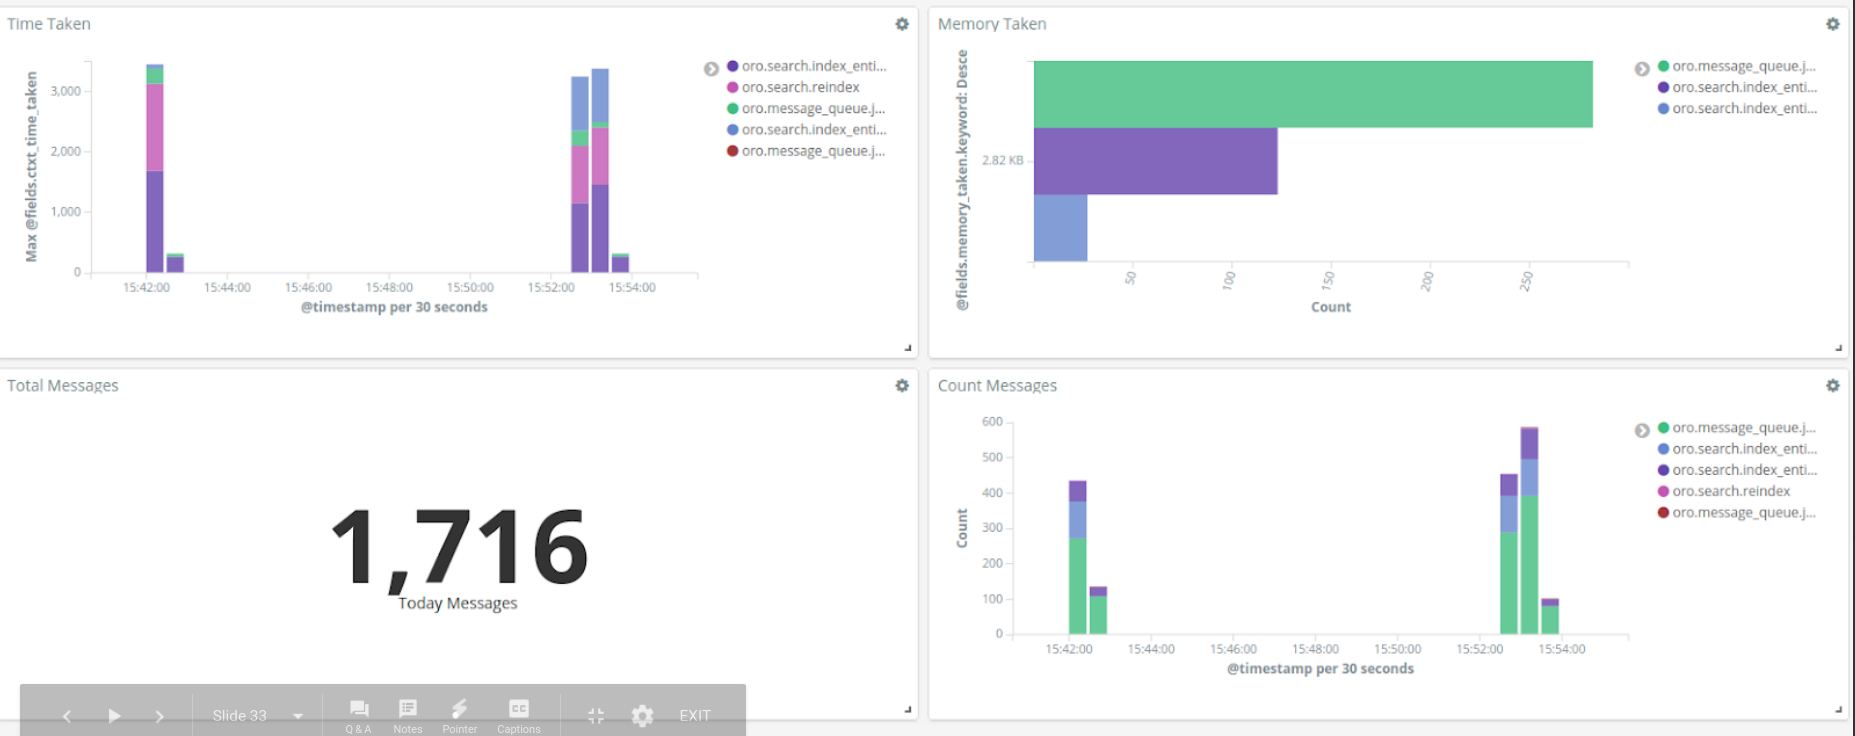 Time Taken
Max @fields.ctxt_time_taken
3,000
2,000
1,000
0
15:42:00 15:44:00 15:46:00 15:48:00 15:50:00 15:52:00 15:54:00
@timestamp per 30 seconds
oro.search.index_enti...
oro.search.reindex
oro.message_queue.j...
oro.search.index_enti...
oro.message_queue.j...
Memory Taken
@fields.memory_taken.keyword: Desce
2.82 KB
50 100 150 200 250
Count
oro.message_queue.j...
oro.search.index_enti...
oro.search.index_enti...
Total Messages
1,716
Today Messages
Count Messages
Count
600
500
400
300
200
100
0
15:42:00 15:44:00 15:46:00 15:48:00 15:50:00 15:52:00 15:54:00
@timestamp per 30 seconds
oro.message_queue.j...
oro.search.index_enti...
oro.search.index_enti...
oro.search.reindex
oro.message_queue.j...
Slide 33
Q & A
Notes
Pointer
CC
Captions
EXIT